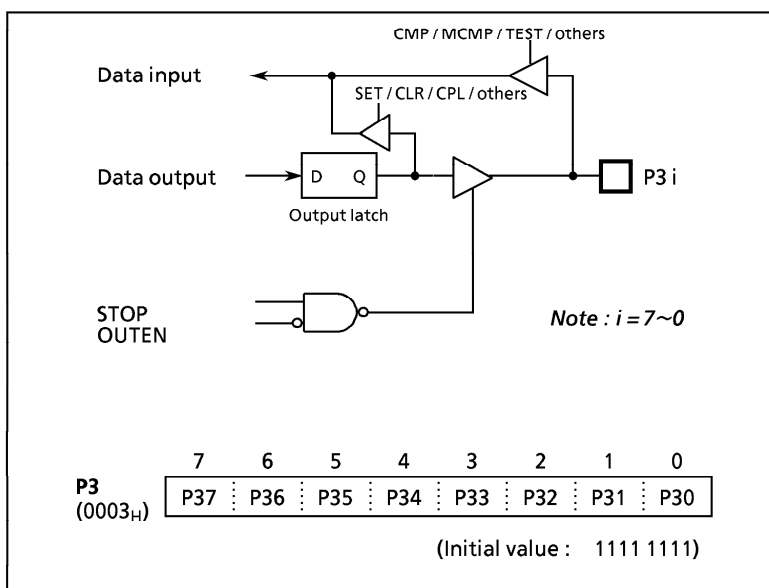 CMP / MCMP / TEST / others
Data input
SET / CLR / CPL / others
Data output
D Q
P3 i
Output latch
STOP
OUTEN
Note : i = 7~0
7 6 5 4 3 2 1 0
P3
(0003H)
P37 P36 P35 P34 P33 P32 P31 P30
(Initial value : 1111 1111)